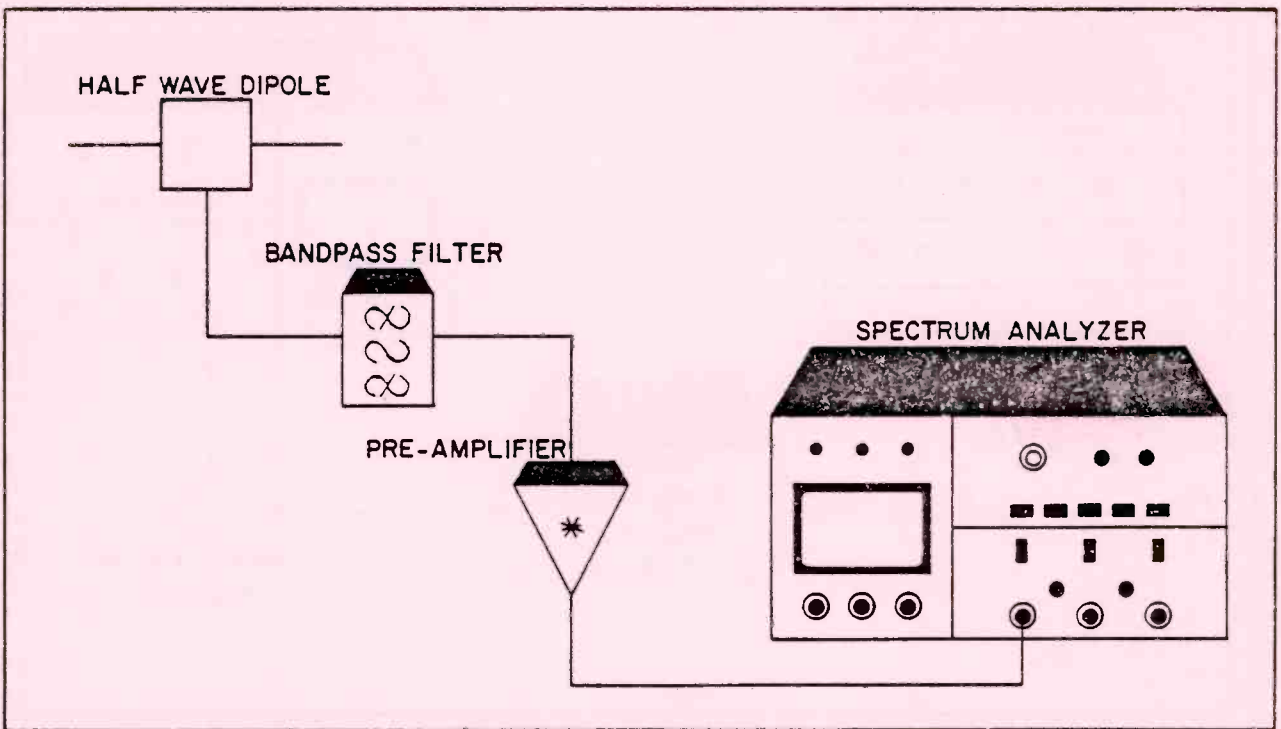 HALF WAVE DIPOLE
BANDPASS FILTER
SPECTRUM ANALYZER
PRE-AMPLIFIER